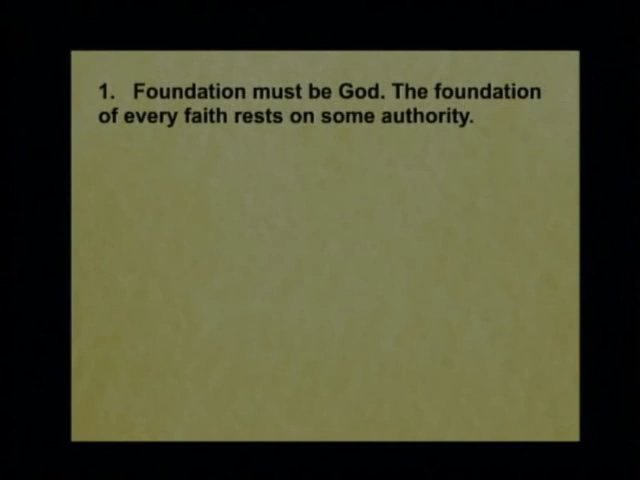 1. Foundation must be God. The foundation
of every faith rests on some authority.